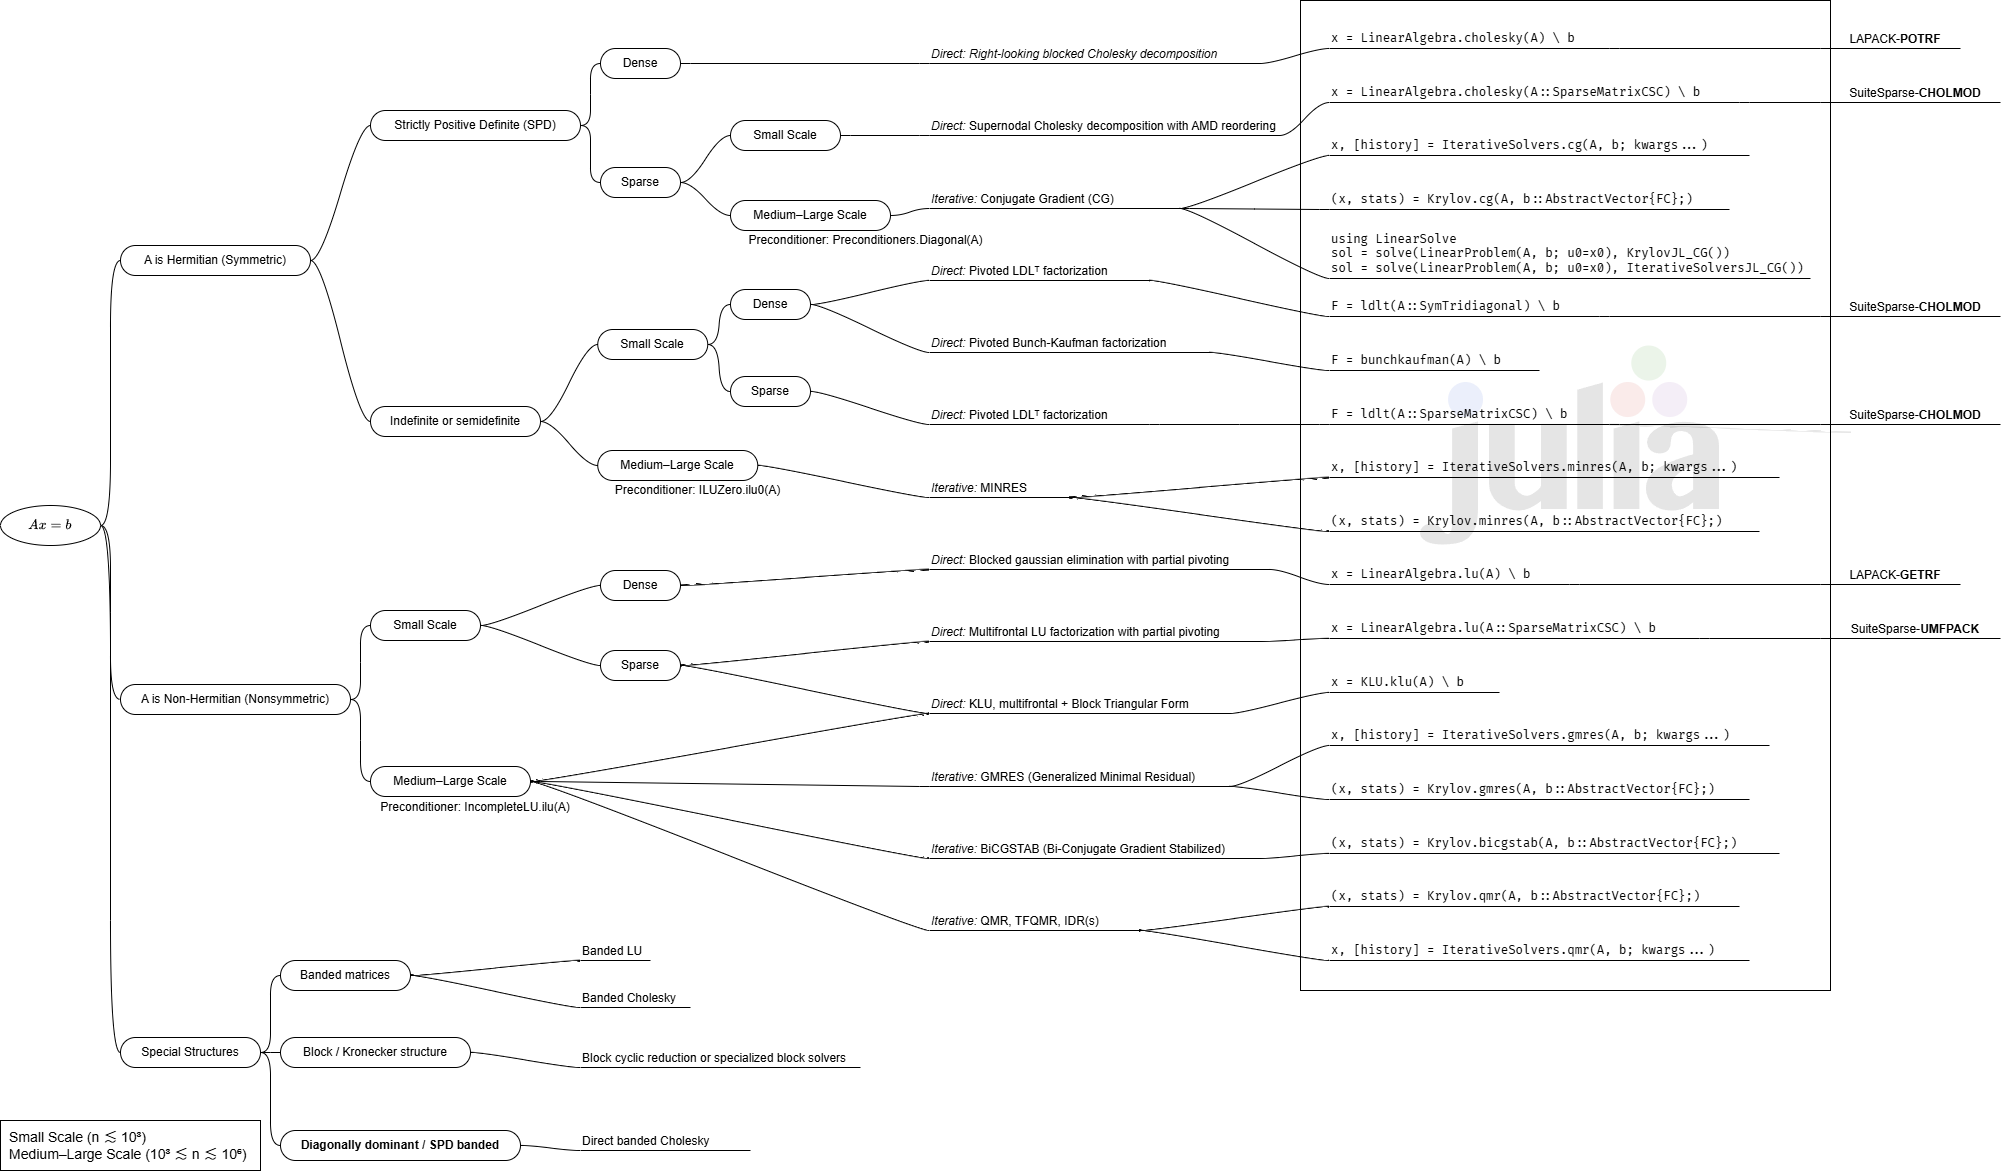 Ax = b
A is Hermitian (Symmetric)
Strictly Positive Definite (SPD)
Dense
Direct: Right-looking blocked Cholesky decomposition
x = LinearAlgebra.cholesky(A) \ b
LAPACK-POTRF
Sparse
Small Scale
Direct: Supernodal Cholesky decomposition with AMD reordering
x = LinearAlgebra.cholesky(A::SparseMatrixCSC) \ b
SuiteSparse-CHOLMOD
Medium–Large Scale
Preconditioner: Preconditioners.Diagonal(A)
Iterative: Conjugate Gradient (CG)
x, [history] = IterativeSolvers.cg(A, b; kwargs...)
(x, stats) = Krylov.cg(A, b::AbstractVector{FC};)
using LinearSolve
sol = solve(LinearProblem(A, b; u0=x0), KrylovJL_CG())
sol = solve(LinearProblem(A, b; u0=x0), IterativeSolversJL_CG())
Indefinite or semidefinite
Small Scale
Dense
Direct: Pivoted LDLᵀ factorization
F = ldlt(A::SymTridiagonal) \ b
SuiteSparse-CHOLMOD
Direct: Pivoted Bunch-Kaufman factorization
F = bunchkaufman(A) \ b
Sparse
Direct: Pivoted LDLᵀ factorization
F = ldlt(A::SparseMatrixCSC) \ b
SuiteSparse-CHOLMOD
Medium–Large Scale
Preconditioner: ILUZero.ilu0(A)
Iterative: MINRES
x, [history] = IterativeSolvers.minres(A, b; kwargs...)
(x, stats) = Krylov.minres(A, b::AbstractVector{FC};)
julia
A is Non-Hermitian (Nonsymmetric)
Small Scale
Dense
Direct: Blocked gaussian elimination with partial pivoting
x = LinearAlgebra.lu(A) \ b
LAPACK-GETRF
Sparse
Direct: Multifrontal LU factorization with partial pivoting
x = LinearAlgebra.lu(A::SparseMatrixCSC) \ b
SuiteSparse-UMFPACK
Direct: KLU, multifrontal + Block Triangular Form
x = KLU.klu(A) \ b
Medium–Large Scale
Preconditioner: IncompleteLU.ilu(A)
Iterative: GMRES (Generalized Minimal Residual)
x, [history] = IterativeSolvers.gmres(A, b; kwargs...)
(x, stats) = Krylov.gmres(A, b::AbstractVector{FC};)
Iterative: BiCGSTAB (Bi-Conjugate Gradient Stabilized)
(x, stats) = Krylov.bicgstab(A, b::AbstractVector{FC};)
Iterative: QMR, TFQMR, IDR(s)
(x, stats) = Krylov.qmr(A, b::AbstractVector{FC};)
x, [history] = IterativeSolvers.qmr(A, b; kwargs...)
Special Structures
Banded matrices
Banded LU
Banded Cholesky
Block / Kronecker structure
Block cyclic reduction or specialized block solvers
Diagonally dominant / SPD banded
Direct banded Cholesky
Small Scale (n ≲ 10³)
Medium–Large Scale (10³ ≲ n ≲ 10⁶)